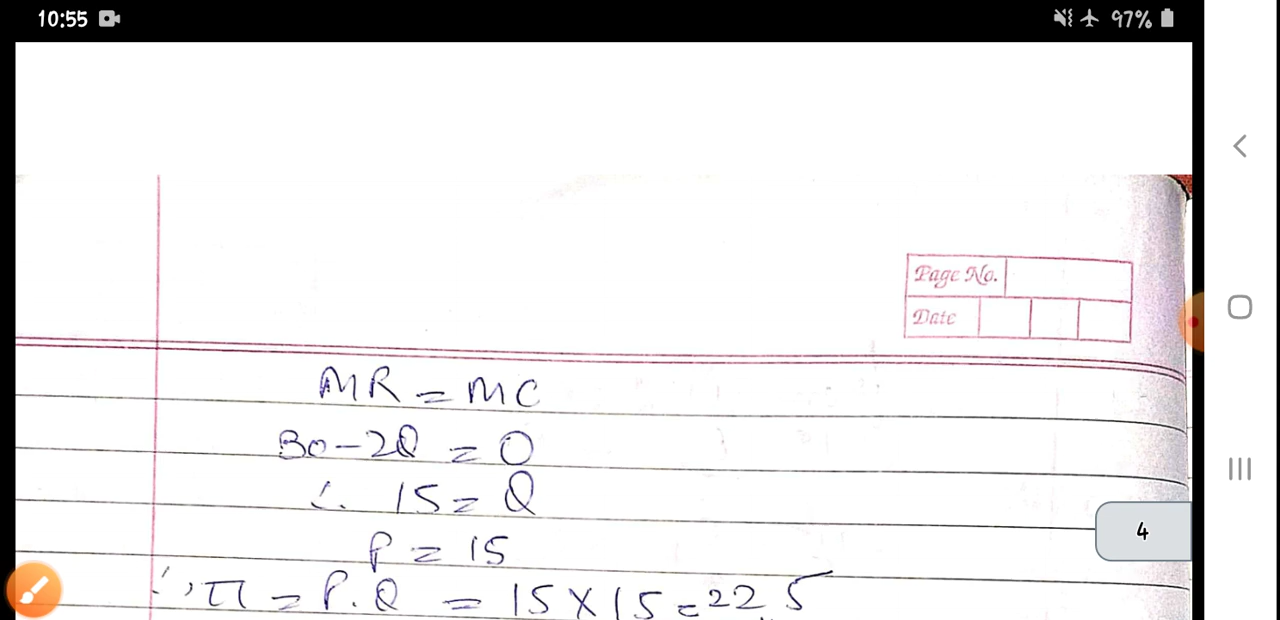 10:55
97%
Page No.
Date
MR = MC
30-2Q = 0
∴ 15 = Q
P = 15
∴, π = P.Q = 15 X 15 = 225
4